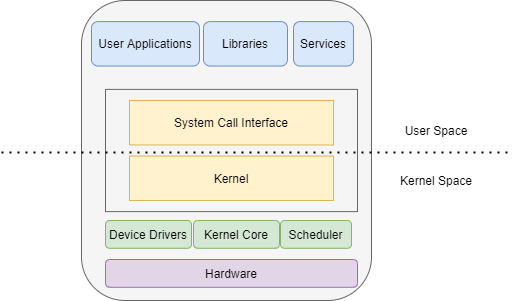 User Applications
Libraries
Services
System Call Interface
User Space
Kernel
Kernel Space
Device Drivers
Kernel Core
Scheduler
Hardware